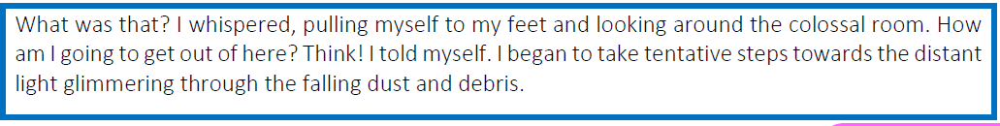 What was that? I whispered, pulling myself to my feet and looking around the colossal room. How
am I going to get out of here? Think! I told myself. I began to take tentative steps towards the distant
light glimmering through the falling dust and debris.